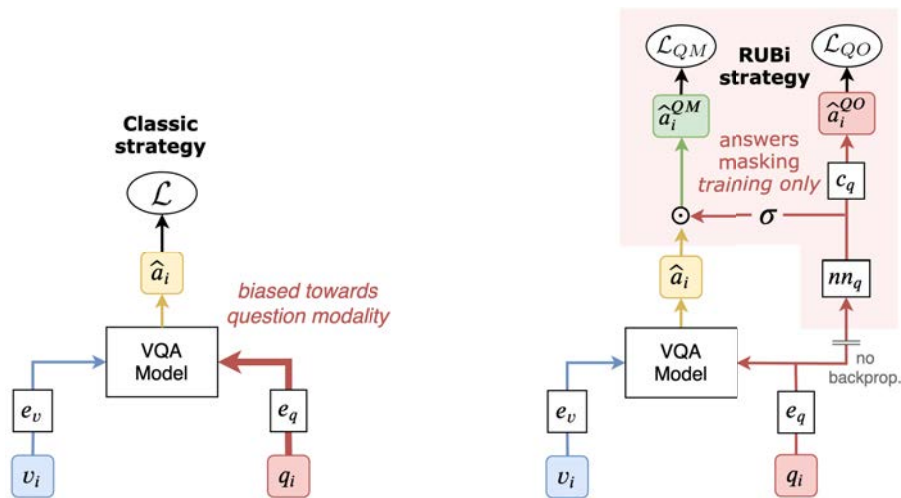 Classic
strategy
ℒ
â_i
biased towards
question modality
VQA
Model
e_v
e_q
v_i
q_i
ℒ_QM
ℒ_QO
RUBi
strategy
â_i^QM
â_i^QO
answers
masking
training only
c_q
⊙
σ
â_i
nn_q
VQA
Model
no
backprop.
e_v
e_q
v_i
q_i